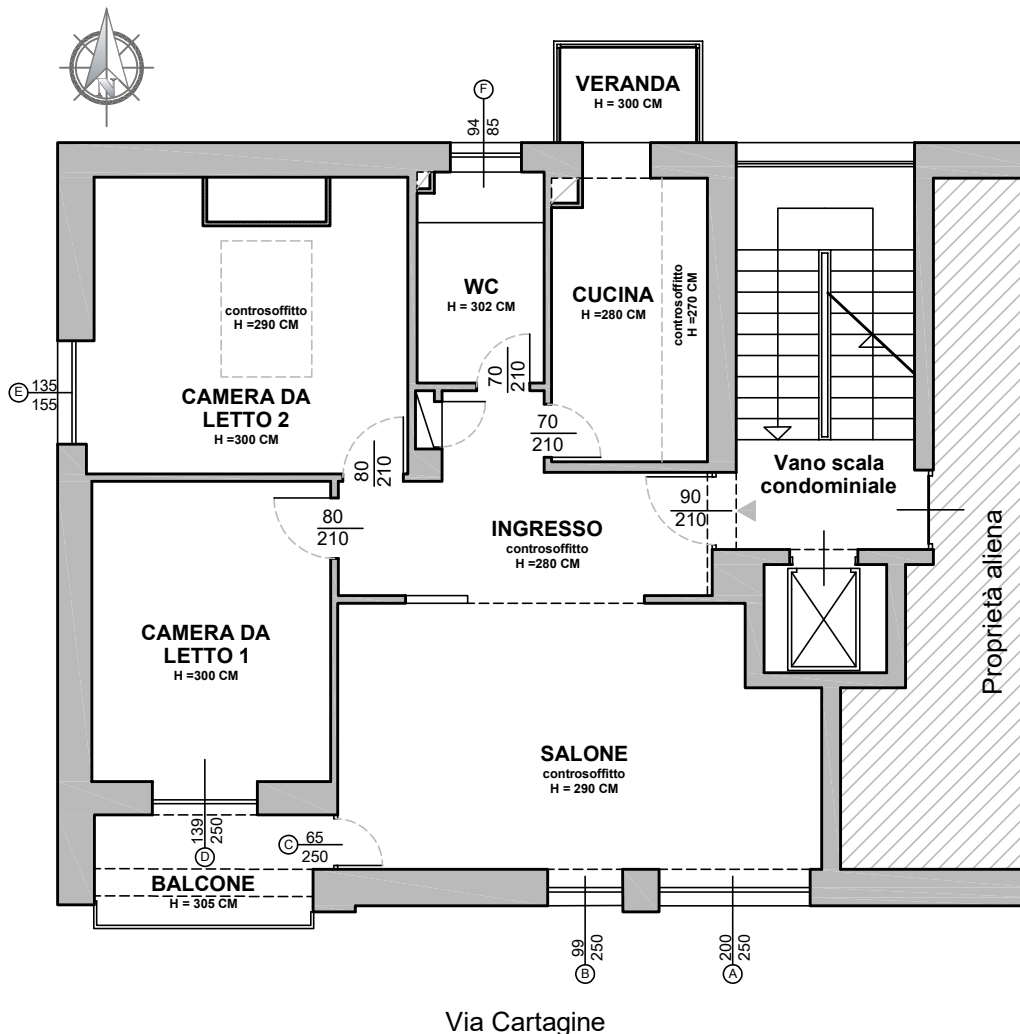 N
VERANDA
H = 300 CM
F
94
85
WC
H = 302 CM
CUCINA
H =280 CM
controsoffitto
H =270 CM
controsoffitto
H =290 CM
E
135
155
CAMERA DA
LETTO 2
H =300 CM
70
210
70
210
80
210
80
210
90
210
Vano scala
condominiale
INGRESSO
controsoffitto
H =280 CM
Proprietà aliena
CAMERA DA
LETTO 1
H =300 CM
SALONE
controsoffitto
H = 290 CM
139
250
D
C
65
250
BALCONE
H = 305 CM
99
250
B
200
250
A
Via Cartagine